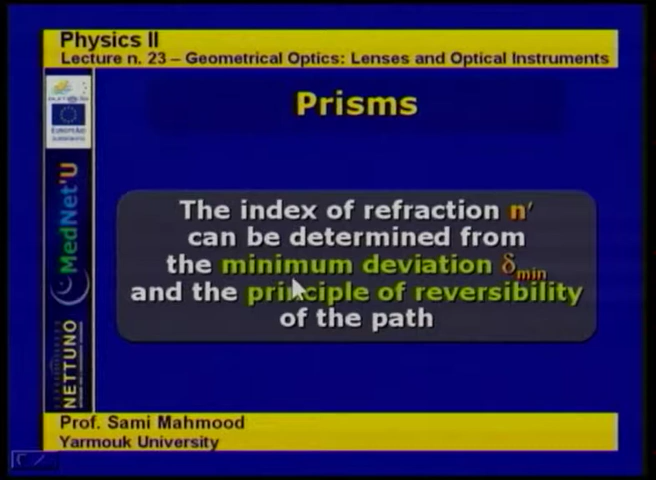 Physics II
Lecture n. 23 – Geometrical Optics: Lenses and Optical Instruments
Prisms
MedNet'U
NETTUNO
The index of refraction n′
can be determined from
the minimum deviation δmin
and the principle of reversibility
of the path
Prof. Sami Mahmood
Yarmouk University